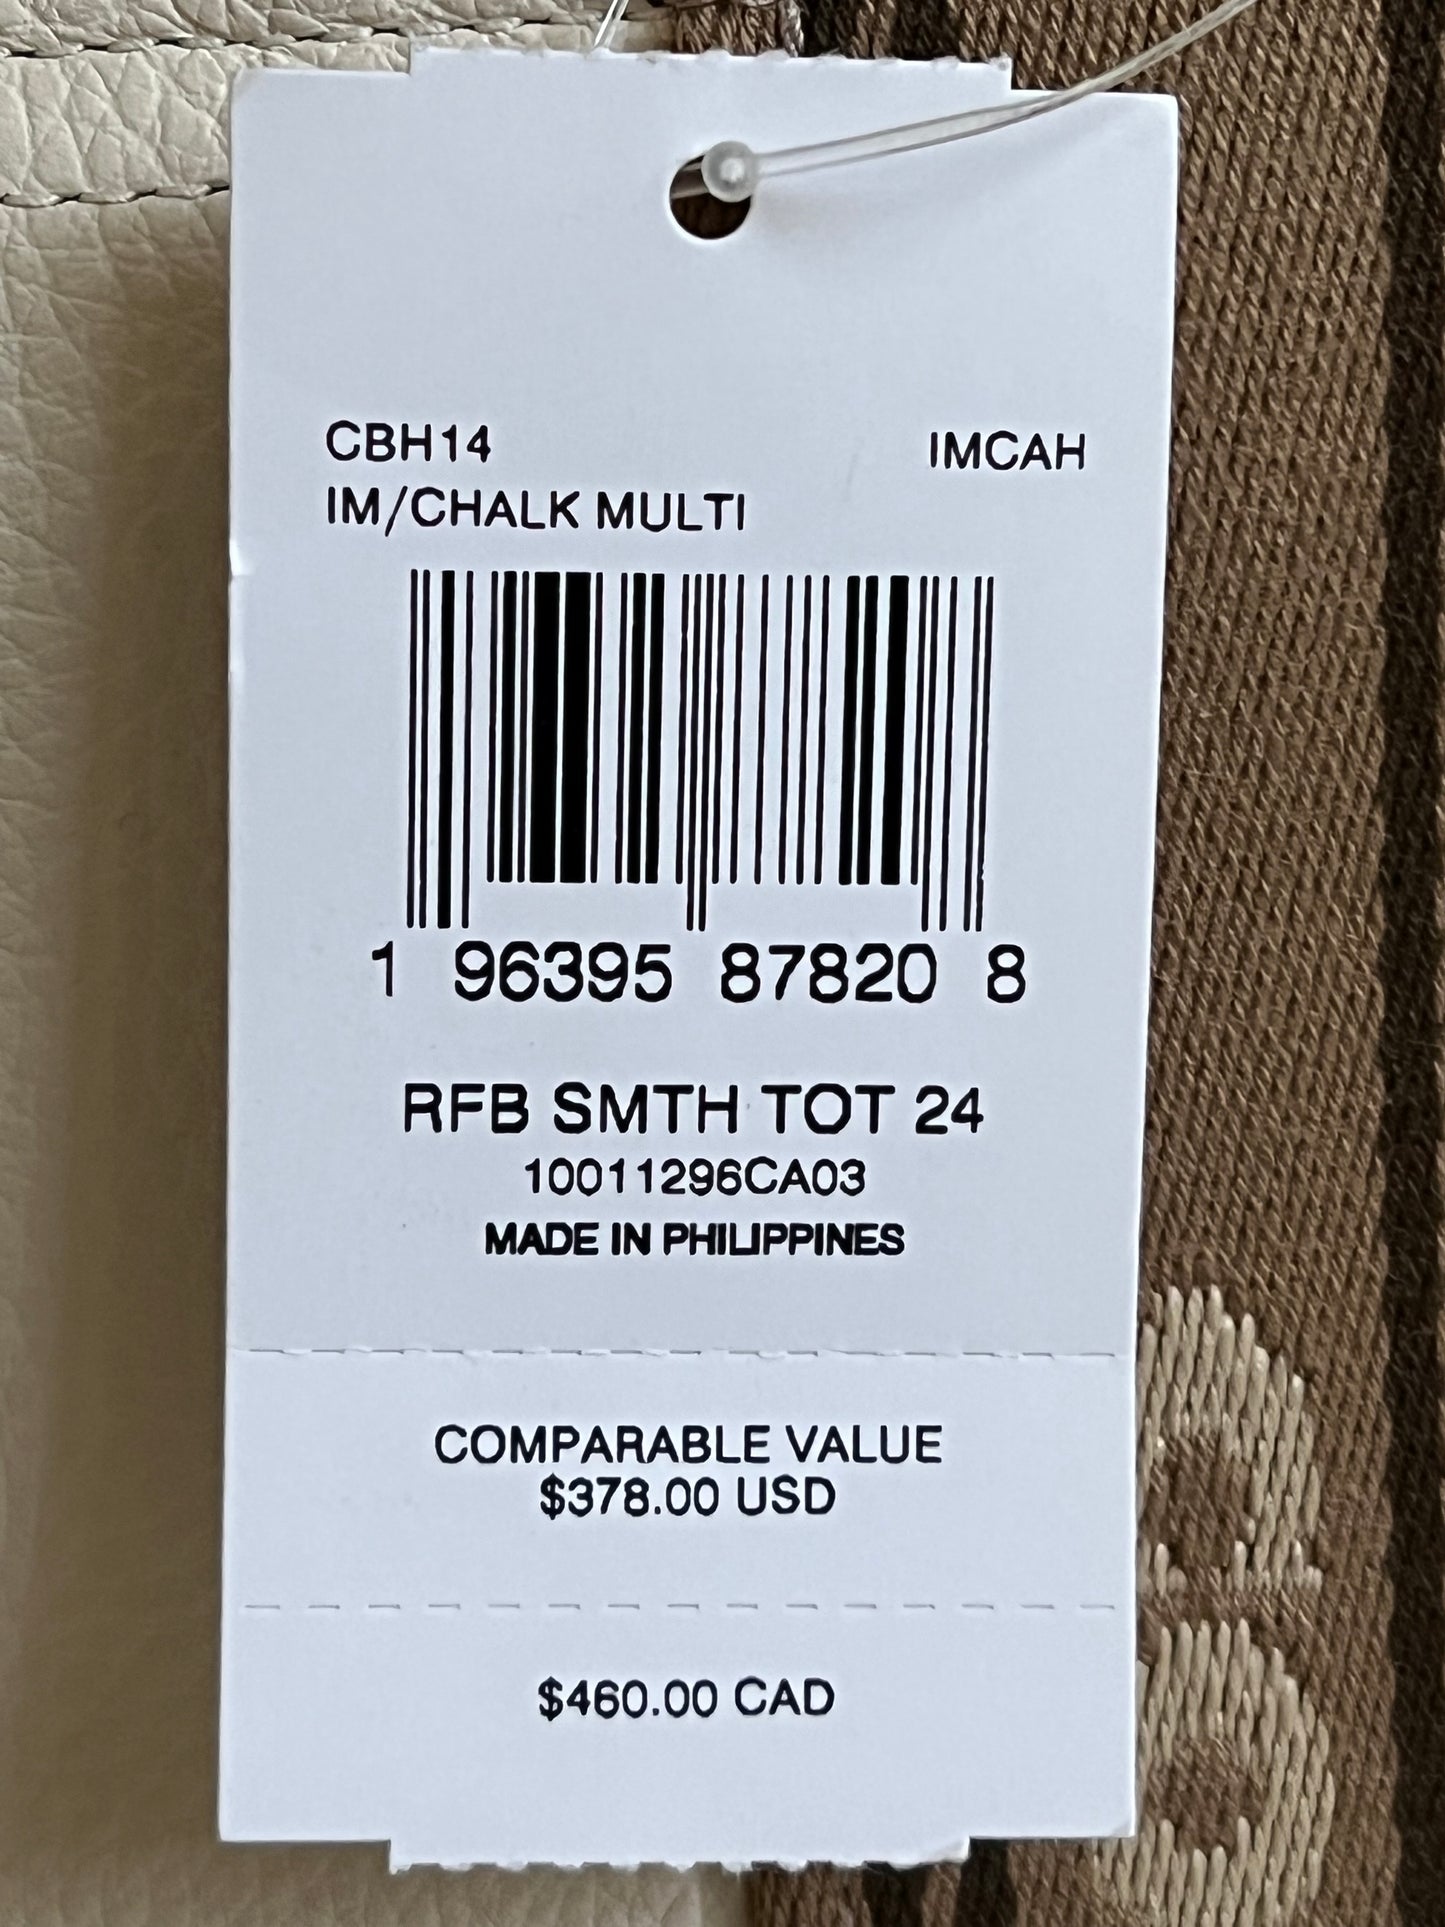 CBH14 IMCAH
IM/CHALK MULTI
1 96395 87820 8
RFB SMTH TOT 24
10011296CA03
MADE IN PHILIPPINES
COMPARABLE VALUE
$378.00 USD
$460.00 CAD